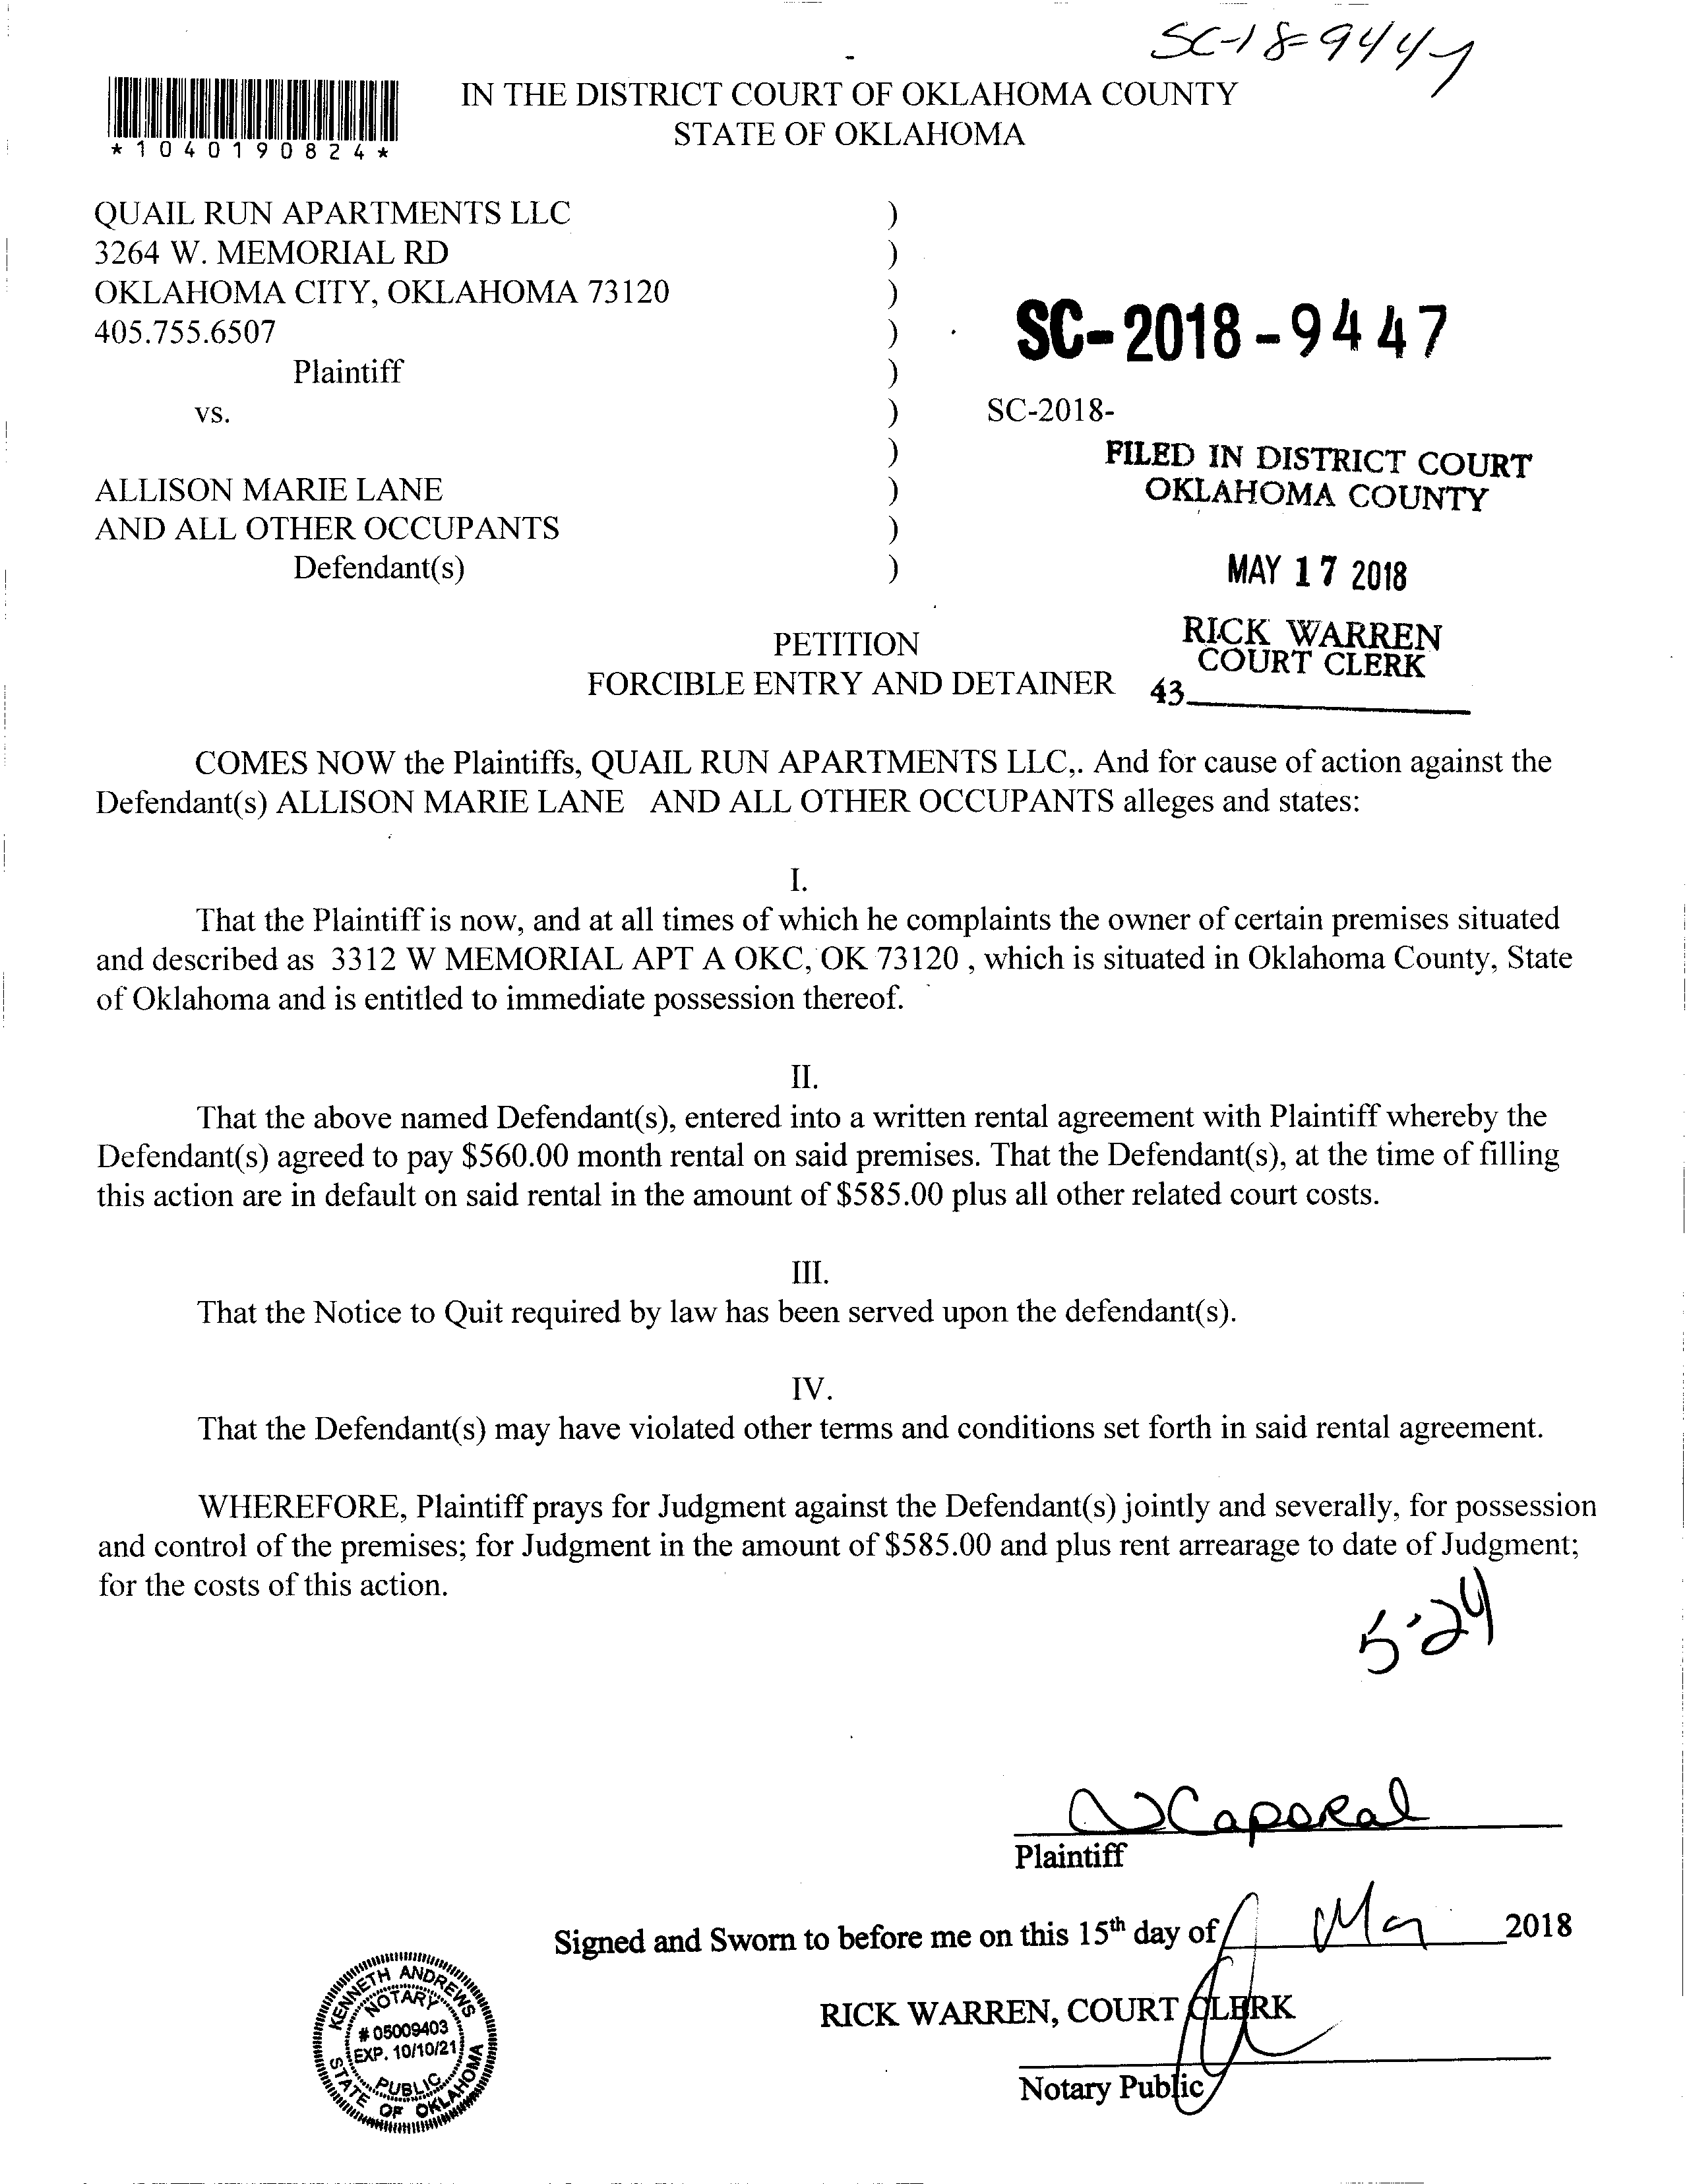 SC-18-9447
*1040190824*
IN THE DISTRICT COURT OF OKLAHOMA COUNTY
STATE OF OKLAHOMA
QUAIL RUN APARTMENTS LLC )
3264 W. MEMORIAL RD )
OKLAHOMA CITY, OKLAHOMA 73120 )
405.755.6507 )
SC-2018-9447
Plaintiff )
vs. ) SC-2018-
)
FILED IN DISTRICT COURT
OKLAHOMA COUNTY
ALLISON MARIE LANE )
AND ALL OTHER OCCUPANTS )
Defendant(s) )
MAY 17 2018
RICK WARREN
COURT CLERK
43
PETITION
FORCIBLE ENTRY AND DETAINER
COMES NOW the Plaintiffs, QUAIL RUN APARTMENTS LLC,. And for cause of action against the
Defendant(s) ALLISON MARIE LANE AND ALL OTHER OCCUPANTS alleges and states:
I.
That the Plaintiff is now, and at all times of which he complaints the owner of certain premises situated
and described as 3312 W MEMORIAL APT A OKC, OK 73120 , which is situated in Oklahoma County, State
of Oklahoma and is entitled to immediate possession thereof.
II.
That the above named Defendant(s), entered into a written rental agreement with Plaintiff whereby the
Defendant(s) agreed to pay $560.00 month rental on said premises. That the Defendant(s), at the time of filling
this action are in default on said rental in the amount of $585.00 plus all other related court costs.
III.
That the Notice to Quit required by law has been served upon the defendant(s).
IV.
That the Defendant(s) may have violated other terms and conditions set forth in said rental agreement.
WHEREFORE, Plaintiff prays for Judgment against the Defendant(s) jointly and severally, for possession
and control of the premises; for Judgment in the amount of $585.00 and plus rent arrearage to date of Judgment;
for the costs of this action.
5-24
Caporal
Plaintiff
Signed and Sworn to before me on this 15th day of May 2018
RICK WARREN, COURT CLERK
Notary Public
KENNETH ANDREWS
NOTARY
# 05009403
EXP. 10/10/21
PUBLIC
STATE OF OKLAHOMA